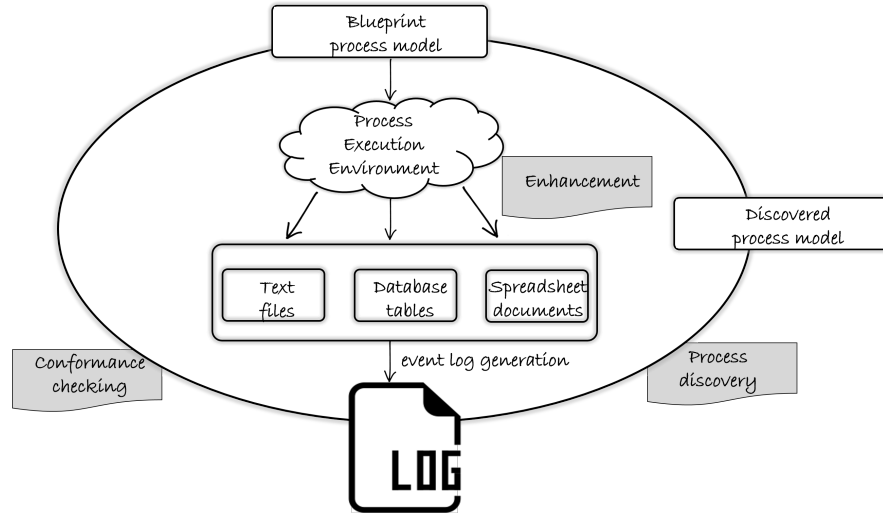 Blueprint
process model
Process
Execution
Environment
Enhancement
Discovered
process model
Text
files
Database
tables
Spreadsheet
documents
event log generation
Conformance
checking
Process
discovery
LOG